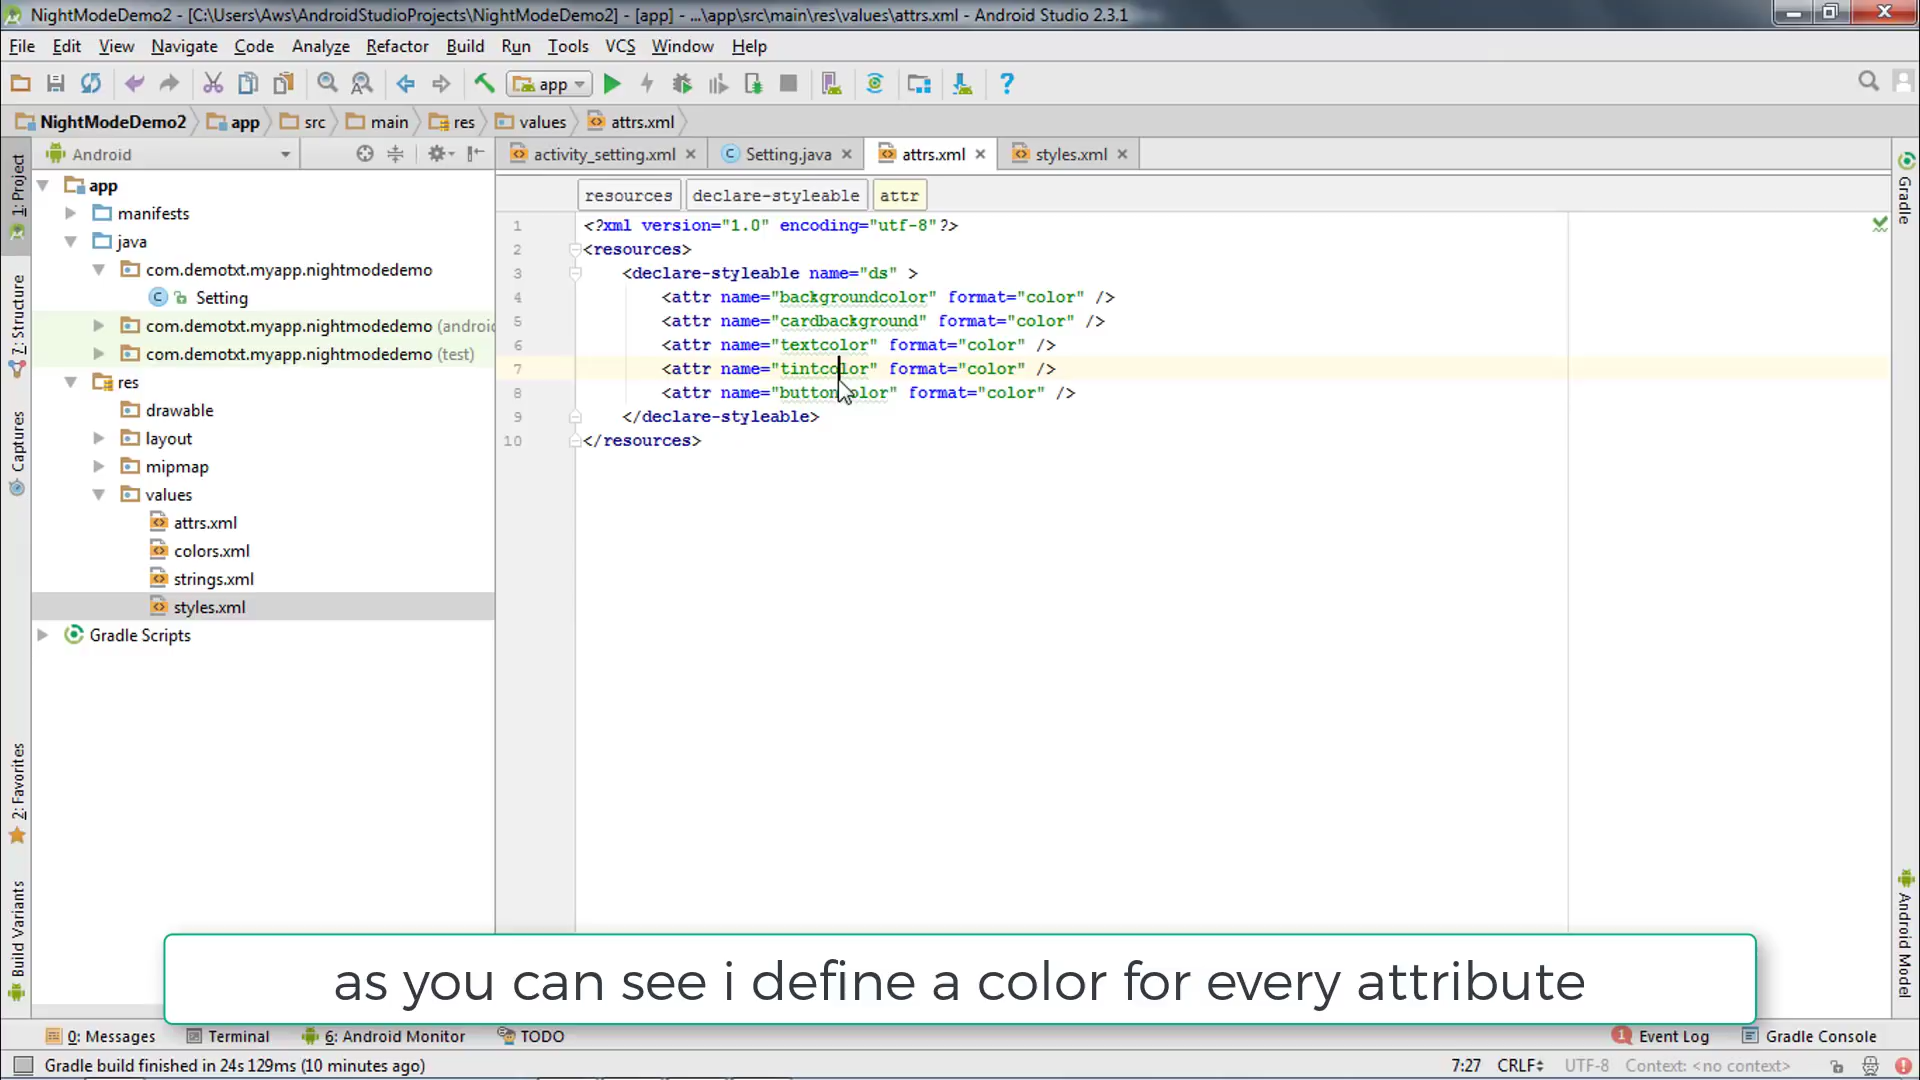 NightModeDemo2 - [C:\Users\Aws\AndroidStudioProjects\NightModeDemo2] - [app] - ...\app\src\main\res\values\attrs.xml - Android Studio 2.3.1
File Edit View Navigate Code Analyze Refactor Build Run Tools VCS Window Help
app
NightModeDemo2 app src main res values attrs.xml
Android
activity_setting.xml Setting.java attrs.xml styles.xml
resources declare-styleable attr
1: Project
7: Structure
Captures
2: Favorites
Build Variants
app
manifests
java
com.demotxt.myapp.nightmodedemo
Setting
com.demotxt.myapp.nightmodedemo (androi
com.demotxt.myapp.nightmodedemo (test)
res
drawable
layout
mipmap
values
attrs.xml
colors.xml
strings.xml
styles.xml
Gradle Scripts
1 <?xml version="1.0" encoding="utf-8"?>
2 <resources>
3 <declare-styleable name="ds" >
4 <attr name="backgroundcolor" format="color" />
5 <attr name="cardbackground" format="color" />
6 <attr name="textcolor" format="color" />
7 <attr name="tintcolor" format="color" />
8 <attr name="buttoncolor" format="color" />
9 </declare-styleable>
10 </resources>
Gradle
Android Model
as you can see i define a color for every attribute
0: Messages Terminal 6: Android Monitor TODO Event Log Gradle Console
Gradle build finished in 24s 129ms (10 minutes ago) 7:27 CRLF UTF-8 Context: <no context>